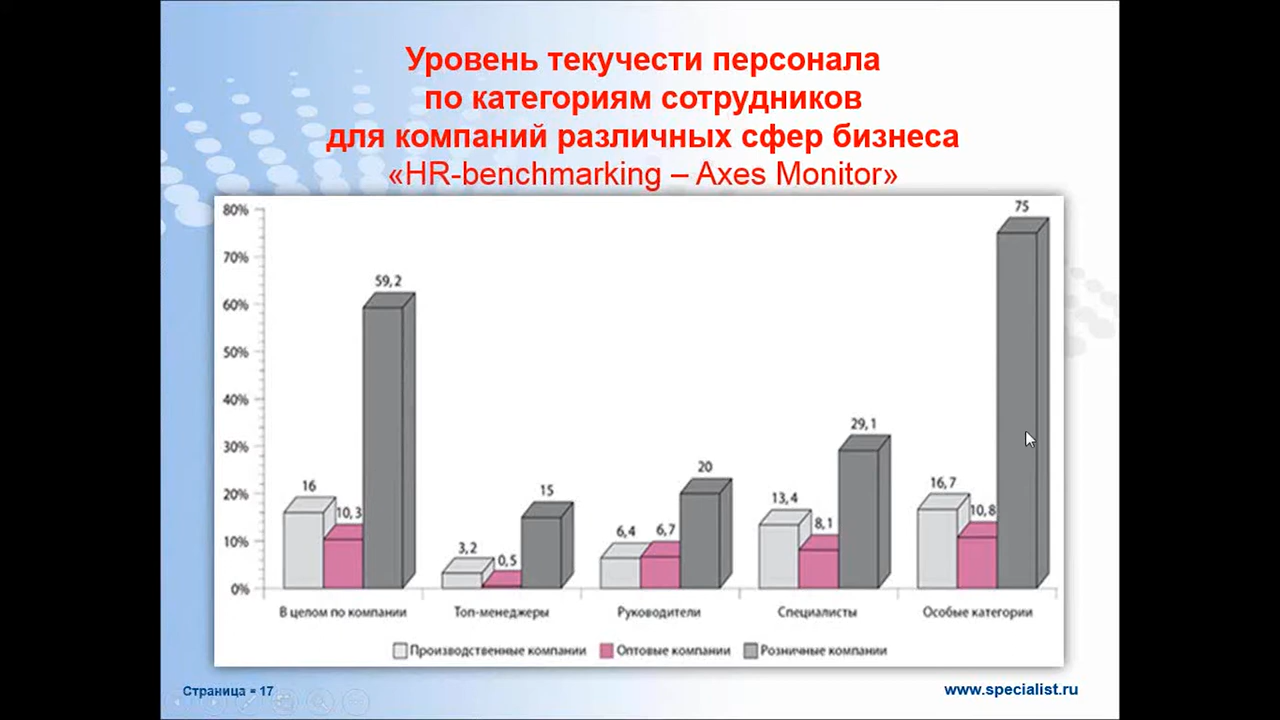 Уровень текучести персонала
по категориям сотрудников
для компаний различных сфер бизнеса
«HR-benchmarking – Axes Monitor»
80%
70%
60%
50%
40%
30%
20%
10%
0%
16
10,3
59,2
3,2
0,5
15
6,4
6,7
20
13,4
8,1
29,1
16,7
10,8
75
В целом по компании
Топ-менеджеры
Руководители
Специалисты
Особые категории
Производственные компании
Оптовые компании
Розничные компании
Страница = 17
www.specialist.ru